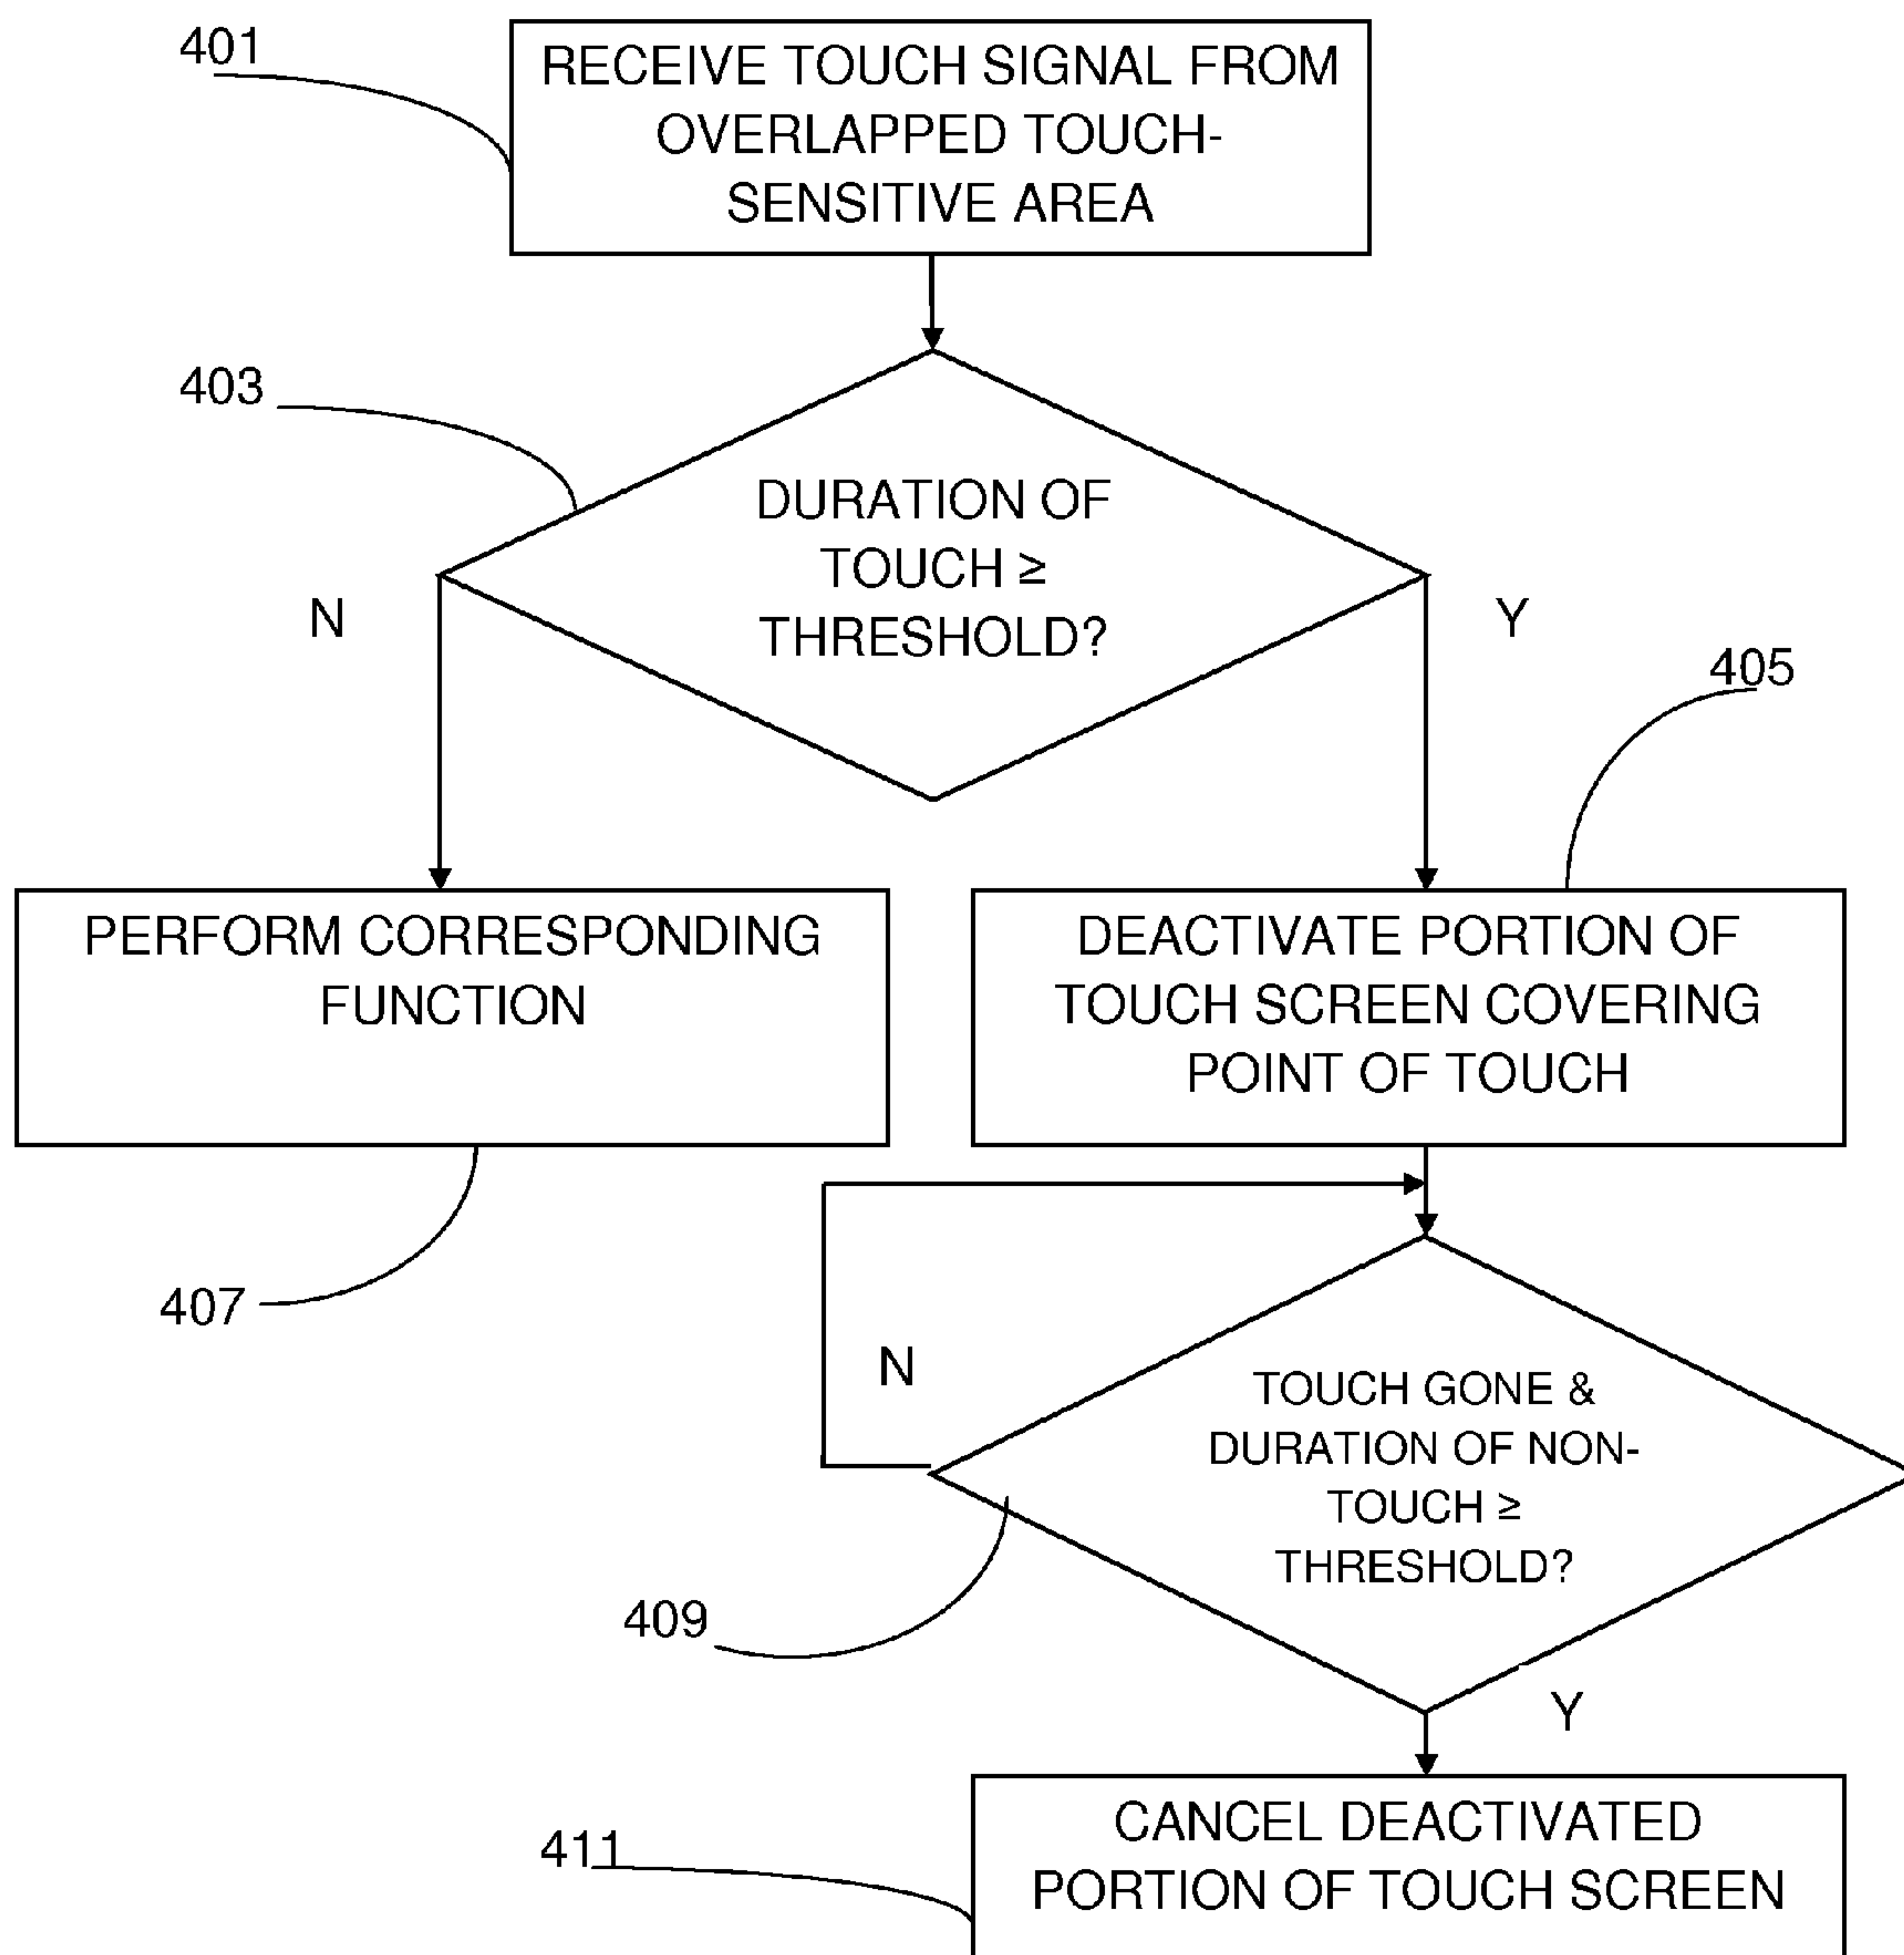 401
RECEIVE TOUCH SIGNAL FROM
OVERLAPPED TOUCH-
SENSITIVE AREA
403
DURATION OF
TOUCH ≥
THRESHOLD?
N
Y
405
PERFORM CORRESPONDING
FUNCTION
DEACTIVATE PORTION OF
TOUCH SCREEN COVERING
POINT OF TOUCH
407
N
TOUCH GONE &
DURATION OF NON-
TOUCH ≥
THRESHOLD?
409
Y
411
CANCEL DEACTIVATED
PORTION OF TOUCH SCREEN